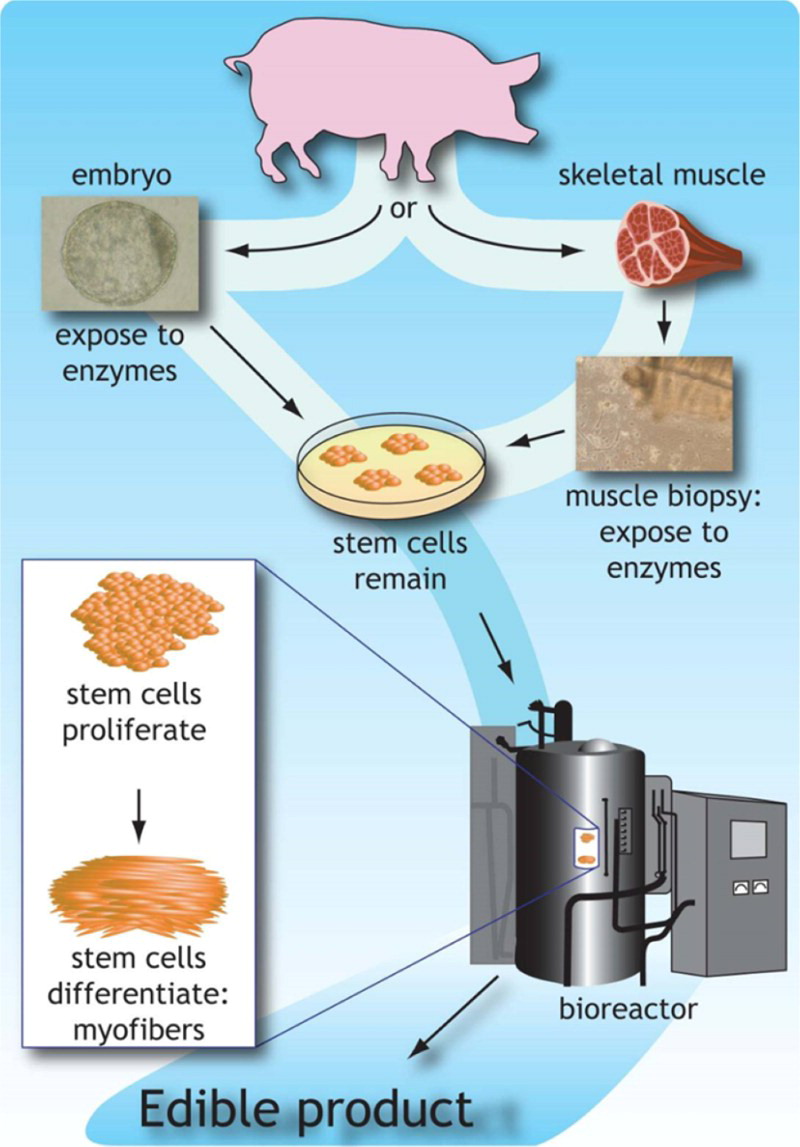 or
embryo
skeletal muscle
expose to
enzymes
muscle biopsy:
expose to
enzymes
stem cells
remain
stem cells
proliferate
stem cells
differentiate:
myofibers
bioreactor
Edible product